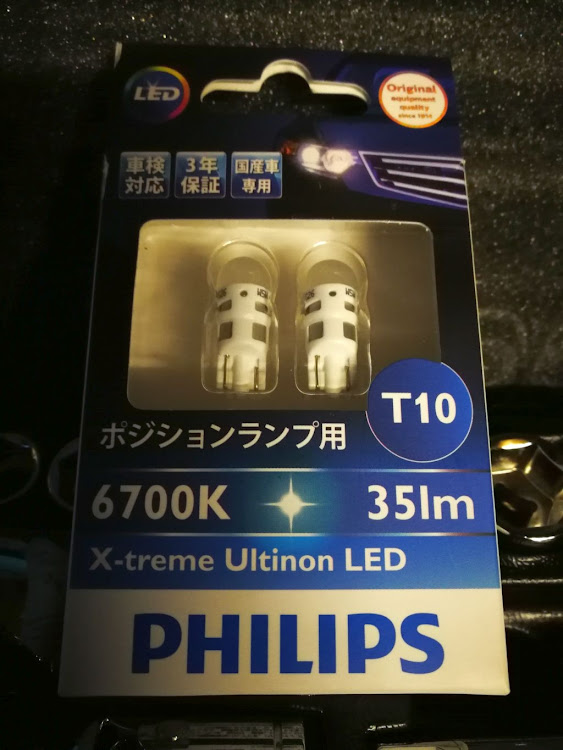 LED
Original
equipment
quality
since 1914
車検
対応
3年
保証
国産車
専用
T10
ポジションランプ用
6700K
35lm
X-treme Ultinon LED
PHILIPS